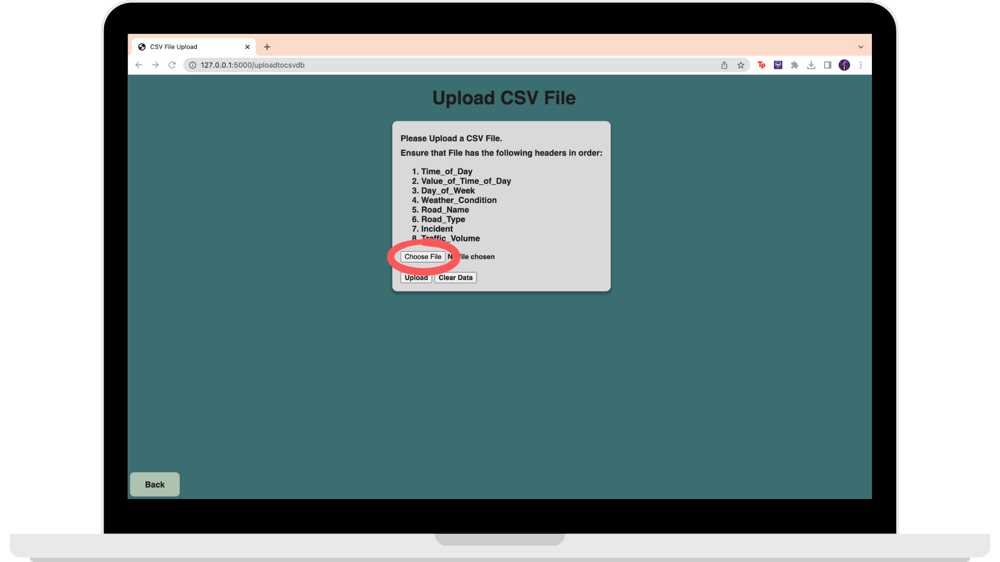 CSV File Upload
127.0.0.1:5000/uploadtocsvdb
Tp
Upload CSV File
Please Upload a CSV File.
Ensure that File has the following headers in order:
1. Time_of_Day
2. Value_of_Time_of_Day
3. Day_of_Week
4. Weather_Condition
5. Road_Name
6. Road_Type
7. Incident
8. Traffic_Volume
Choose File No file chosen
Upload Clear Data
Back